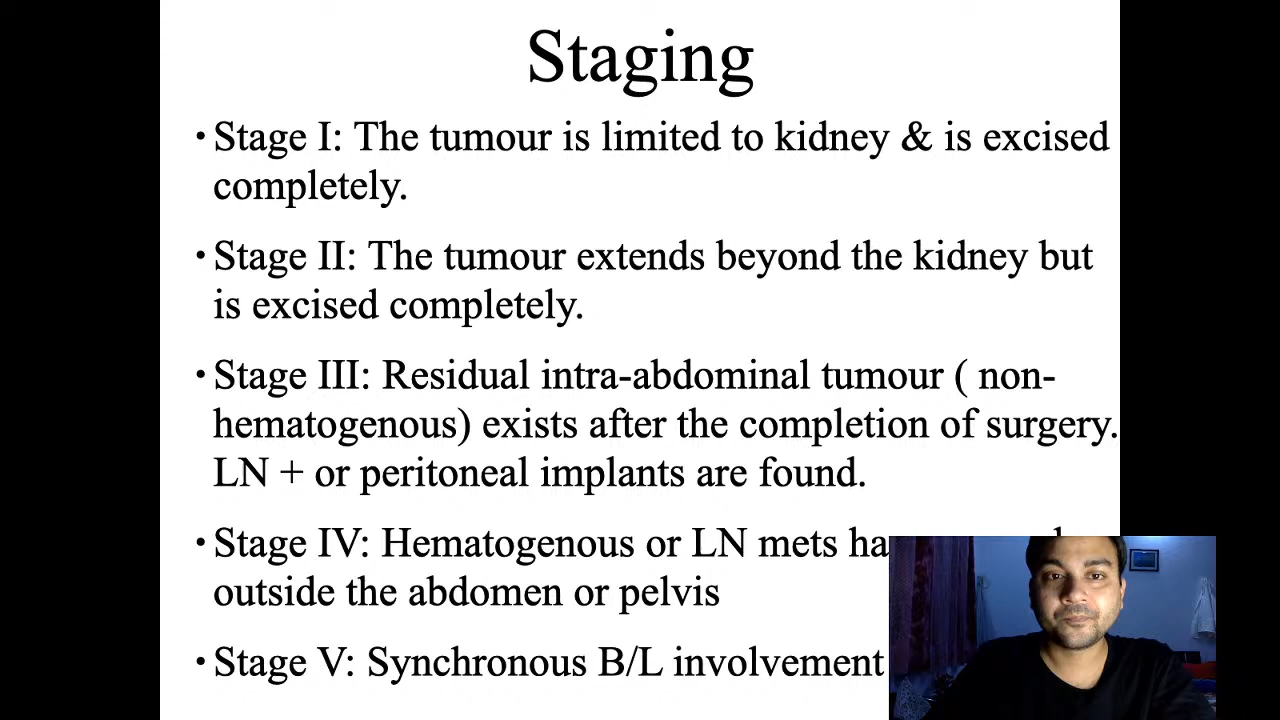 Staging
• Stage I: The tumour is limited to kidney & is excised
completely.
• Stage II: The tumour extends beyond the kidney but
is excised completely.
• Stage III: Residual intra-abdominal tumour ( non-
hematogenous) exists after the completion of surgery.
LN + or peritoneal implants are found.
• Stage IV: Hematogenous or LN mets
outside the abdomen or pelvis
• Stage V: Synchronous B/L involvement